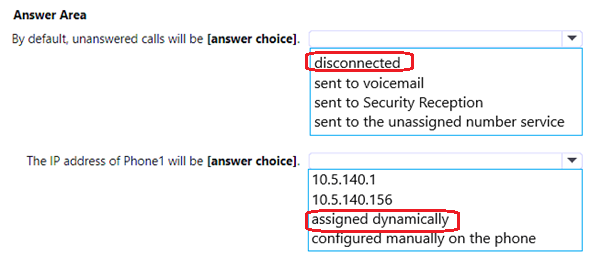 Answer Area
By default, unanswered calls will be [answer choice].
disconnected
sent to voicemail
sent to Security Reception
sent to the unassigned number service
The IP address of Phone1 will be [answer choice].
10.5.140.1
10.5.140.156
assigned dynamically
configured manually on the phone